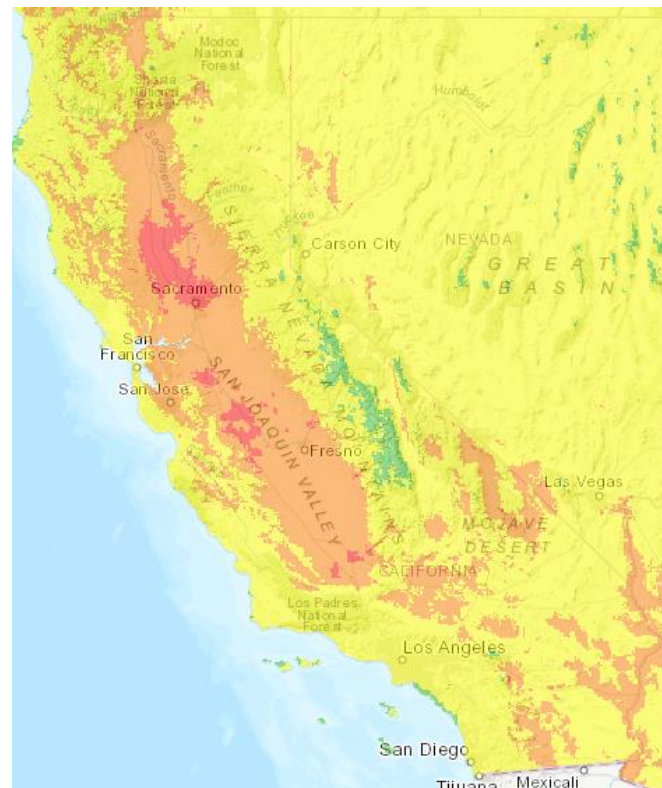 Modoc
National
Forest
Shasta
National
Forest
Humboldt
Sacramento
Feather
Truckee
Carson City
NEVADA
GREAT
BASIN
SIERRA NEVADA MOUNTAINS
Sacramento
San
Francisco
San Jose
SAN JOAQUIN VALLEY
Fresno
Las Vegas
MOJAVE
DESERT
CALIFORNIA
Los Padres
National
Forest
Los Angeles
San Diego
Tijuana
Mexicali